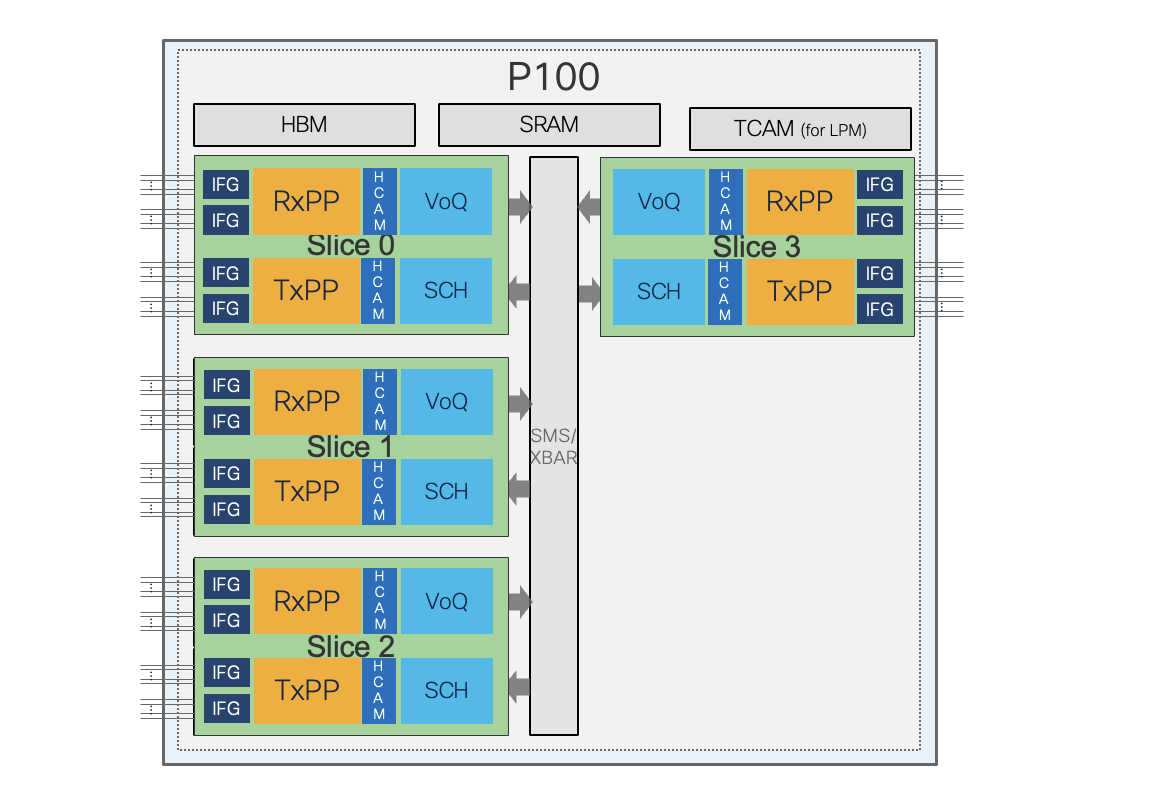 P100
HBM
SRAM
TCAM (for LPM)
IFG
IFG
RxPP
HCAM
VoQ
Slice 0
IFG
IFG
TxPP
HCAM
SCH
VoQ
HCAM
RxPP
IFG
IFG
Slice 3
SCH
HCAM
TxPP
IFG
IFG
IFG
IFG
RxPP
HCAM
VoQ
Slice 1
IFG
IFG
TxPP
HCAM
SCH
SMS/
XBAR
IFG
IFG
RxPP
HCAM
VoQ
Slice 2
IFG
IFG
TxPP
HCAM
SCH